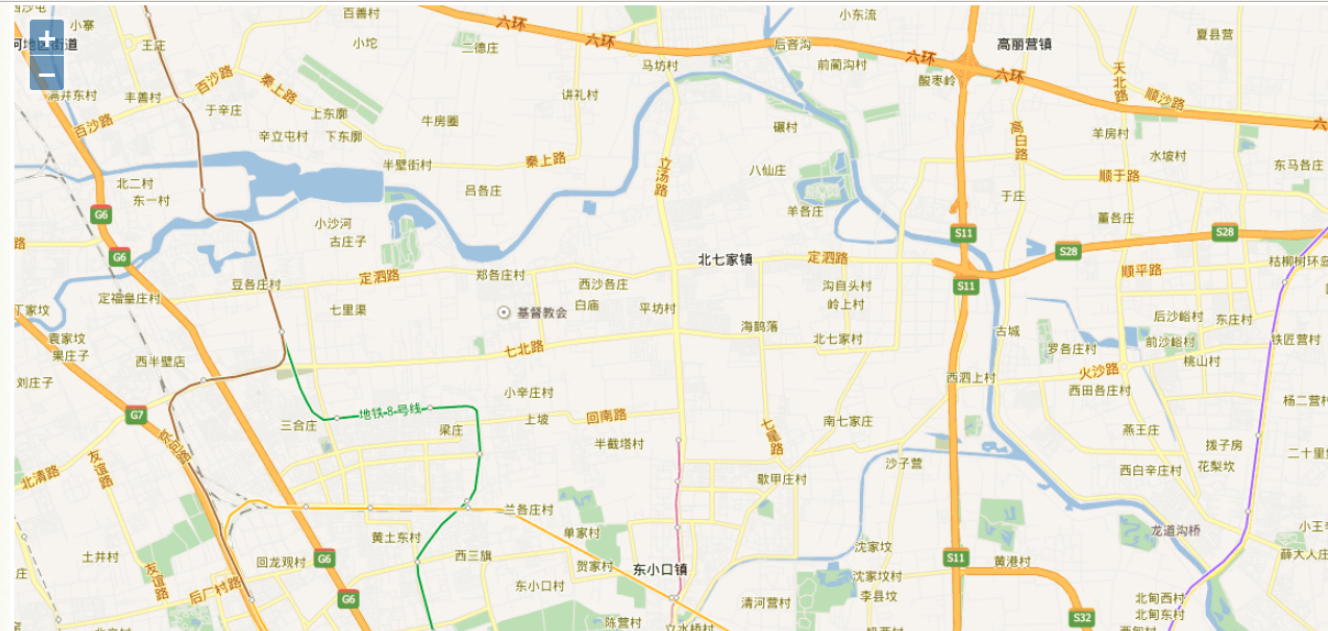 小寨
百善村
六环
小东流
夏县营
+
王庄
小坨
二德庄
六环
后吝沟
高丽营镇
−
马坊村
前蔺沟村
六环
酸枣岭
六环
天北路
顺沙路
百沙路
秦上路
讲礼村
丰善村
于辛庄
上东廓
牛房圈
碾村
高白路
羊房村
百沙路
辛立屯村
下东廓
半壁街村
秦上路
立汤路
八仙庄
水坡村
东马各庄
顺于路
北二村
东一村
吕各庄
于庄
G6
小沙河
羊各庄
董各庄
古庄子
S11
S28
S28
路
G6
豆各庄村
定泗路
郑各庄村
北七家镇
定泗路
顺平路
枯柳树环岛
西沙各庄
沟自头村
S11
定福皇庄村
七里渠
基督教会
白庙
平坊村
岭上村
后沙峪村
东庄村
丁家坟
海鹡落
北七家村
古城
前沙峪村
铁匠营村
袁家坟
果庄子
西半壁店
七北路
罗各庄村
桃山村
刘庄子
小辛庄村
西泗上村
火沙路
西田各庄村
杨二营村
G7
地铁8号线
三合庄
梁庄
上坡
回南路
七星路
南七家庄
燕王庄
京包路
半截塔村
拨子房
友谊路
北清路
沙子营
西白辛庄村
花梨坎
二十里
歇甲庄村
兰各庄村
黄土东村
单家村
龙道沟桥
小王
土井村
回龙观村
G6
西三旗
贺家村
东小口镇
沈家坟
S11
黄港村
薛大人庄
庄
友谊路
后厂村路
东小口村
沈家坟村
G6
清河营村
李县坟
北甸西村
北甸东村
S32
陈营村
立水桥村